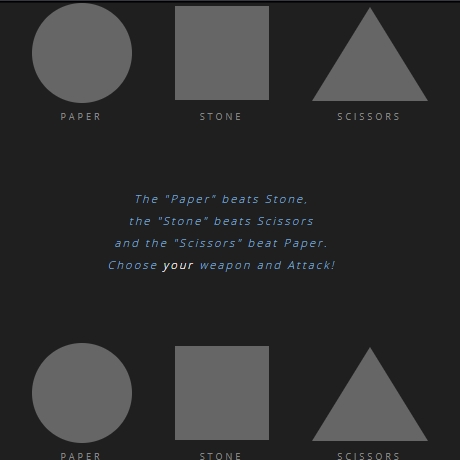 PAPER STONE SCISSORS
The "Paper" beats Stone,
the "Stone" beats Scissors
and the "Scissors" beat Paper.
Choose your weapon and Attack!
PAPER STONE SCISSORS